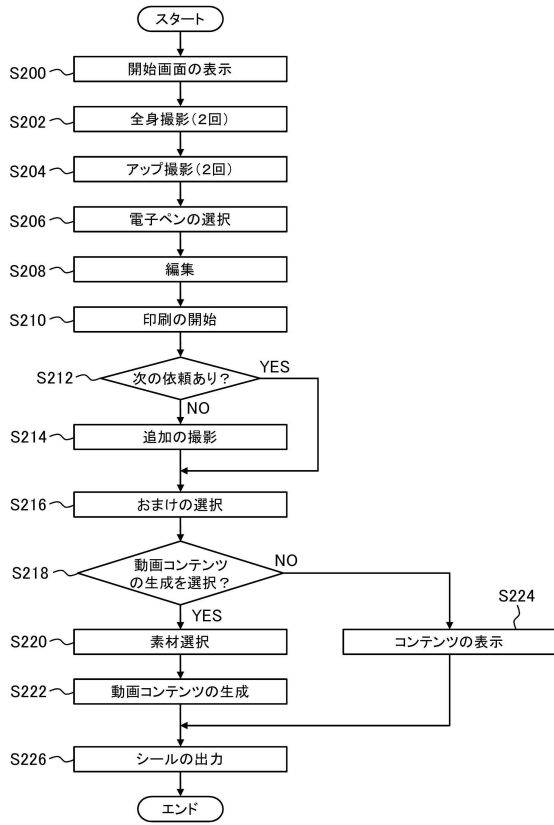 スタート
S200
開始画面の表示
S202
全身撮影(2回)
S204
アップ撮影(2回)
S206
電子ペンの選択
S208
編集
S210
印刷の開始
S212
次の依頼あり?
YES
NO
S214
追加の撮影
S216
おまけの選択
S218
動画コンテンツ
の生成を選択?
NO
YES
S224
S220
素材選択
コンテンツの表示
S222
動画コンテンツの生成
S226
シールの出力
エンド